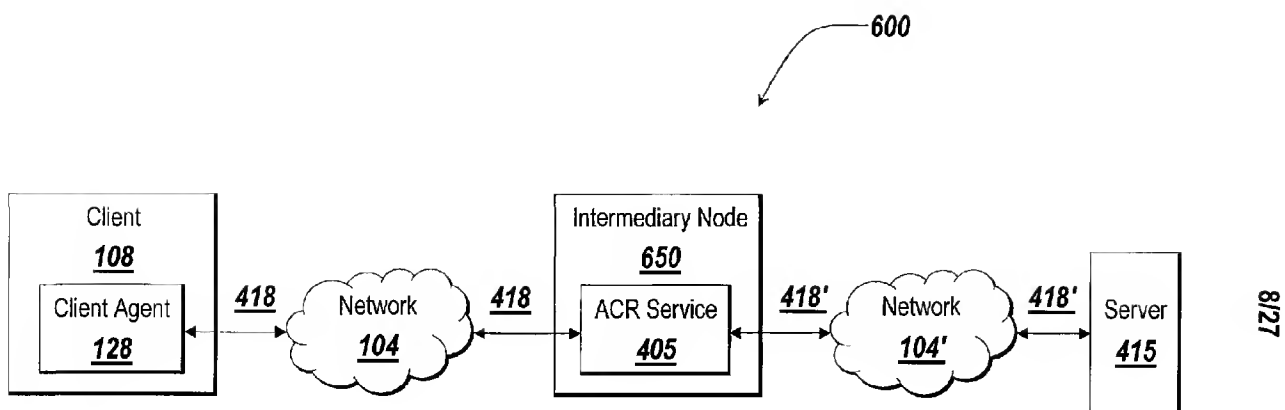 600
Client
108
Client Agent
128
418
Network
104
418
Intermediary Node
650
ACR Service
405
418'
Network
104'
418'
Server
415
8/27